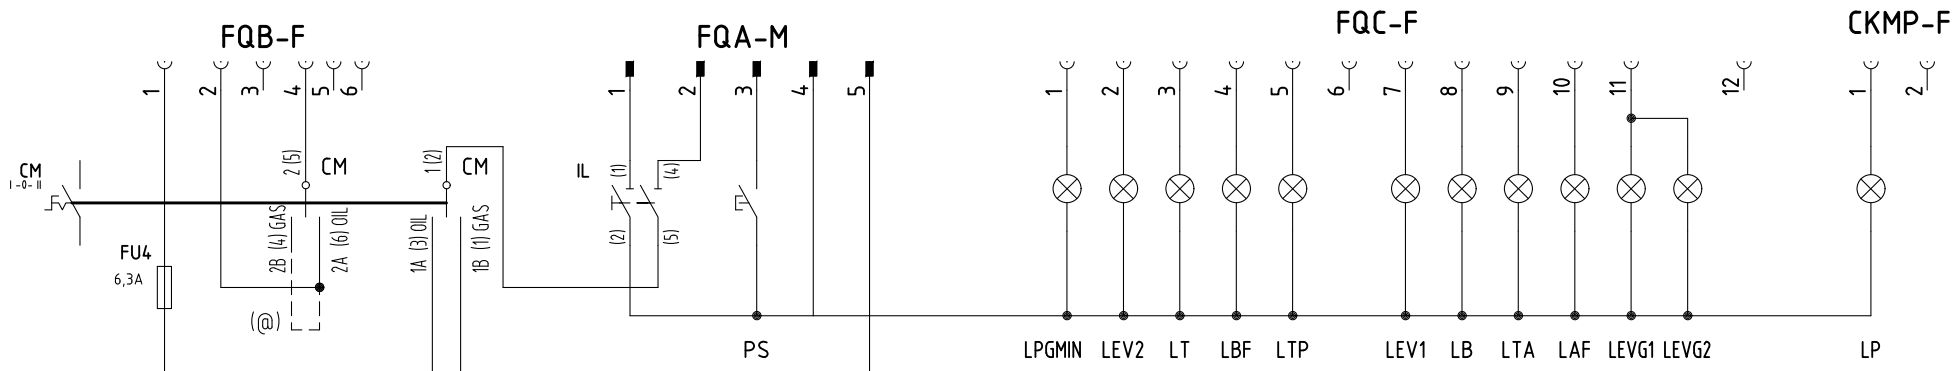 FQB-F FQA-M FQC-F CKMP-F
1 2 3 4 5 6 1 2 3 4 5 1 2 3 4 5 6 7 8 9 10 11 12 1 2
CM
I -0- II
2 (5) CM 1 (2) CM
IL (1) (4)
2B (4) GAS 2A (6) OIL 1A (3) OIL 1B (1) GAS
(2) (5)
FU4
6,3A
(@)
PS LPGMIN LEV2 LT LBF LTP LEV1 LB LTA LAF LEVG1 LEVG2 LP